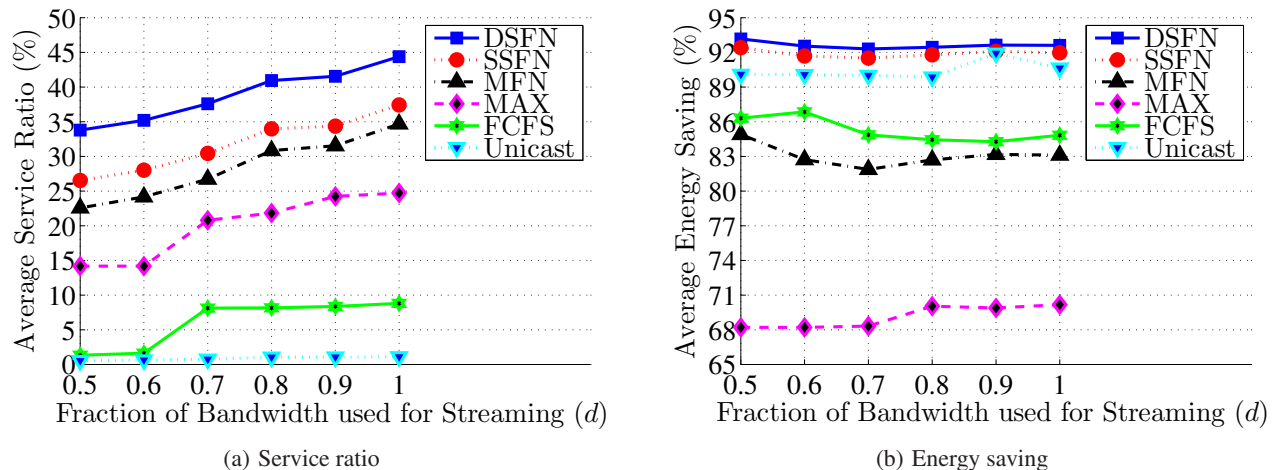 50
45
40
35
30
25
20
15
10
5
0
0.5 0.6 0.7 0.8 0.9 1
Average Service Ratio (%)
Fraction of Bandwidth used for Streaming (d)
DSFN
SSFN
MFN
MAX
FCFS
Unicast
(a) Service ratio
95
92
89
86
83
80
77
74
71
68
65
0.5 0.6 0.7 0.8 0.9 1
Average Energy Saving (%)
Fraction of Bandwidth used for Streaming (d)
DSFN
SSFN
MFN
MAX
FCFS
Unicast
(b) Energy saving